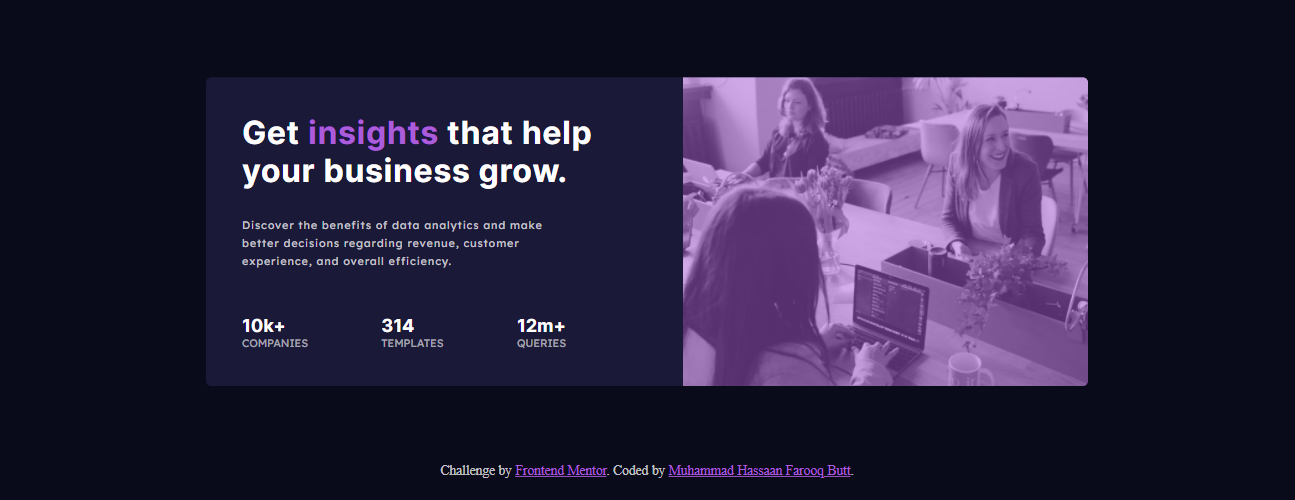 Get insights that help
your business grow.
Discover the benefits of data analytics and make
better decisions regarding revenue, customer
experience, and overall efficiency.
10k+ 314 12m+
COMPANIES TEMPLATES QUERIES
Challenge by Frontend Mentor. Coded by Muhammad Hassaan Farooq Butt.